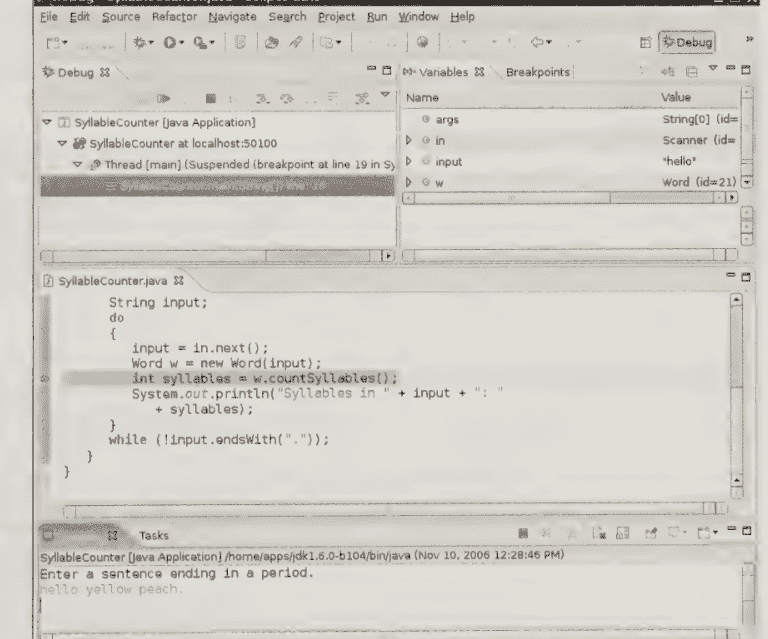 File Edit Source Refactor Navigate Search Project Run Window Help
Debug
Debug
Variables Breakpoints
Name Value
SyllableCounter [Java Application]
args String[0] (id=
SyllableCounter at localhost:50100
in Scanner (id=
Thread [main] (Suspended (breakpoint at line 19 in Sy
input "hello"
w Word (id=21)
SyllableCounter.java
String input;
do
{
input = in.next();
Word w = new Word(input);
int syllables = w.countSyllables();
System.out.println("Syllables in " + input + ": "
+ syllables);
}
while (!input.endsWith("."));
}
}
Tasks
SyllableCounter [Java Application] /home/apps/jdk1.6.0-b104/bin/java (Nov 10, 2006 12:28:46 PM)
Enter a sentence ending in a period.
hello yellow peach.